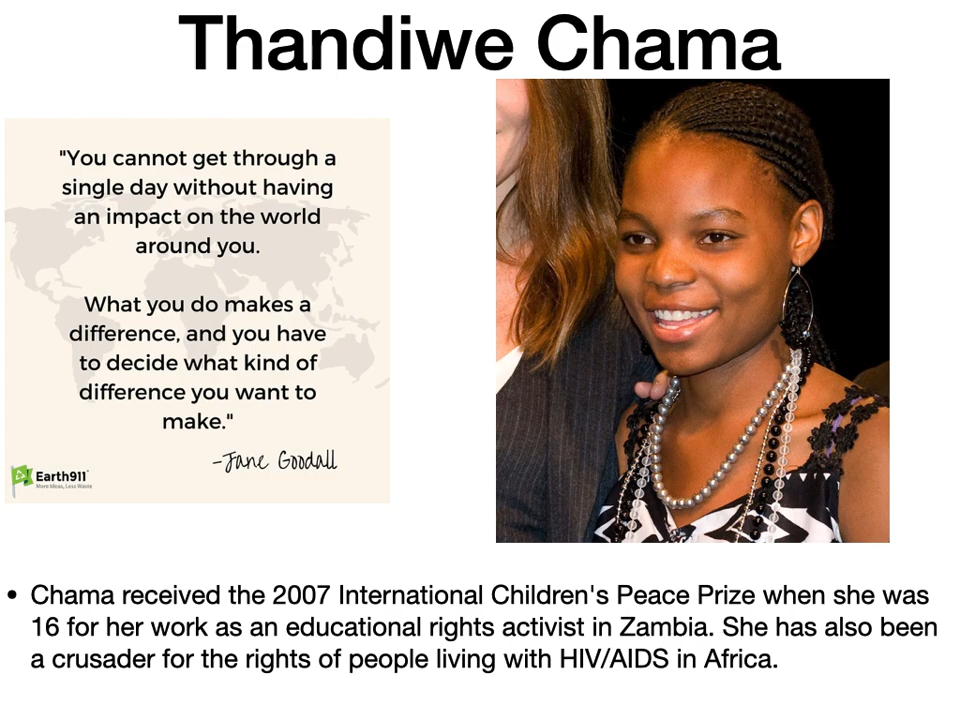 Thandiwe Chama
"You cannot get through a
single day without having
an impact on the world
around you.
What you do makes a
difference, and you have
to decide what kind of
difference you want to
make."
-Jane Goodall
Earth911
More Ideas, Less Waste
• Chama received the 2007 International Children's Peace Prize when she was
16 for her work as an educational rights activist in Zambia. She has also been
a crusader for the rights of people living with HIV/AIDS in Africa.